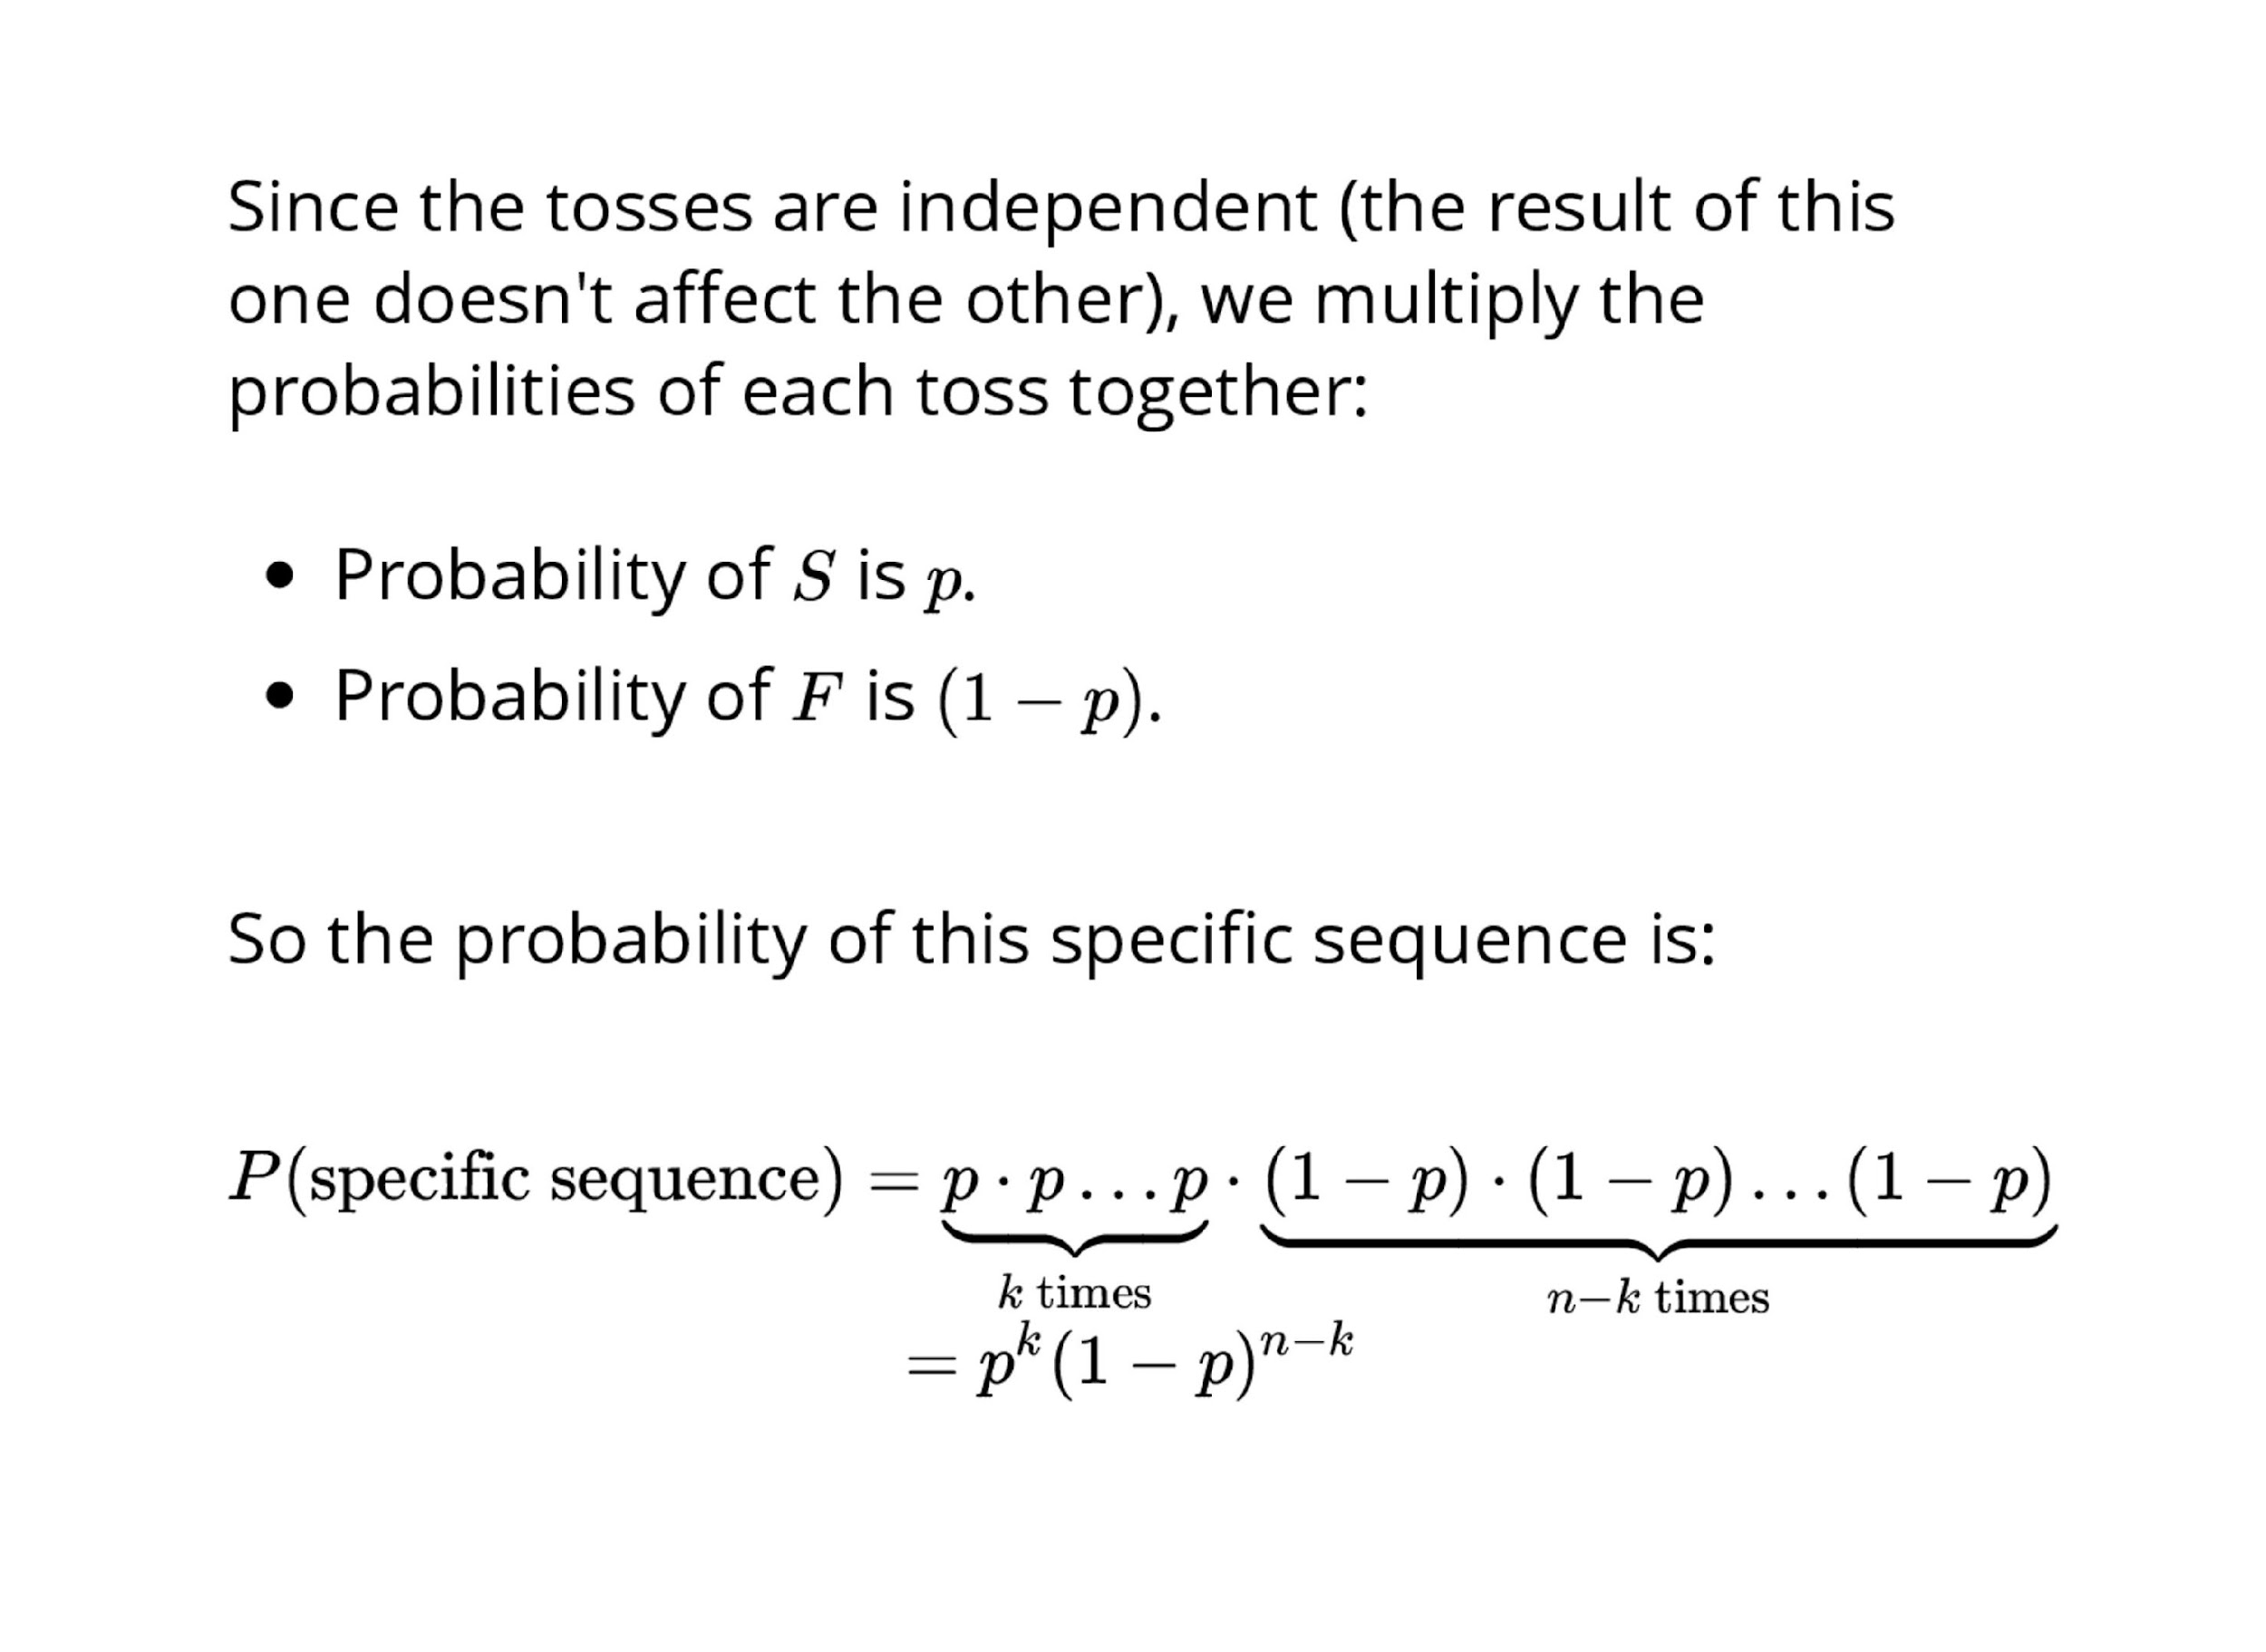 Since the tosses are independent (the result of this
one doesn't affect the other), we multiply the
probabilities of each toss together:
• Probability of S is p.
• Probability of F is (1 − p).
So the probability of this specific sequence is:
P(specific sequence) = p · p . . . p · (1 − p) · (1 − p) . . . (1 − p)
k times n−k times
= p^k (1 − p)^{n−k}